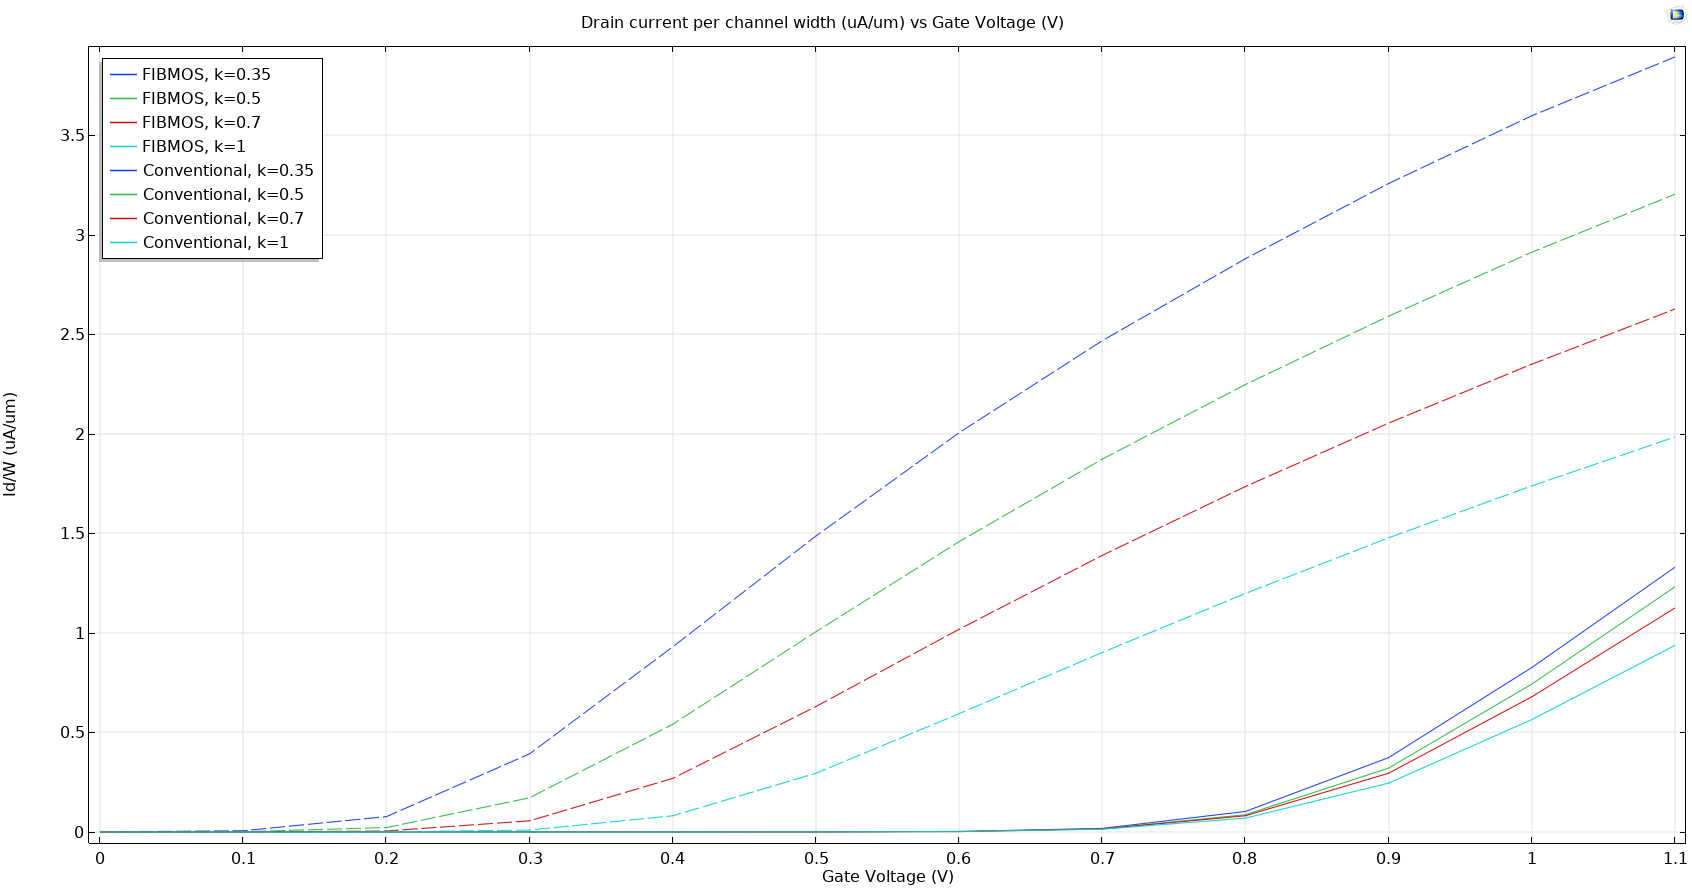 Drain current per channel width (uA/um) vs Gate Voltage (V)
FIBMOS, k=0.35
FIBMOS, k=0.5
FIBMOS, k=0.7
FIBMOS, k=1
Conventional, k=0.35
Conventional, k=0.5
Conventional, k=0.7
Conventional, k=1
3.5
3
2.5
2
1.5
1
0.5
0
Id/W (uA/um)
0 0.1 0.2 0.3 0.4 0.5 0.6 0.7 0.8 0.9 1 1.1
Gate Voltage (V)